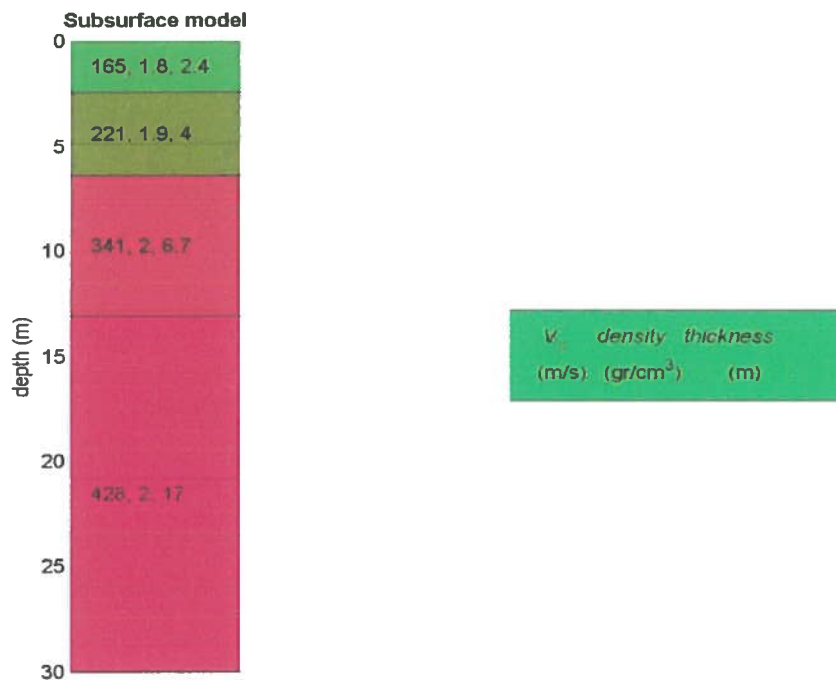 Subsurface model
0
165, 1.8, 2.4
221, 1.9, 4
5
341, 2, 6.7
10
depth (m)
15
20
428, 2, 17
25
30
density thickness
(m/s) (gr/cm³) (m)